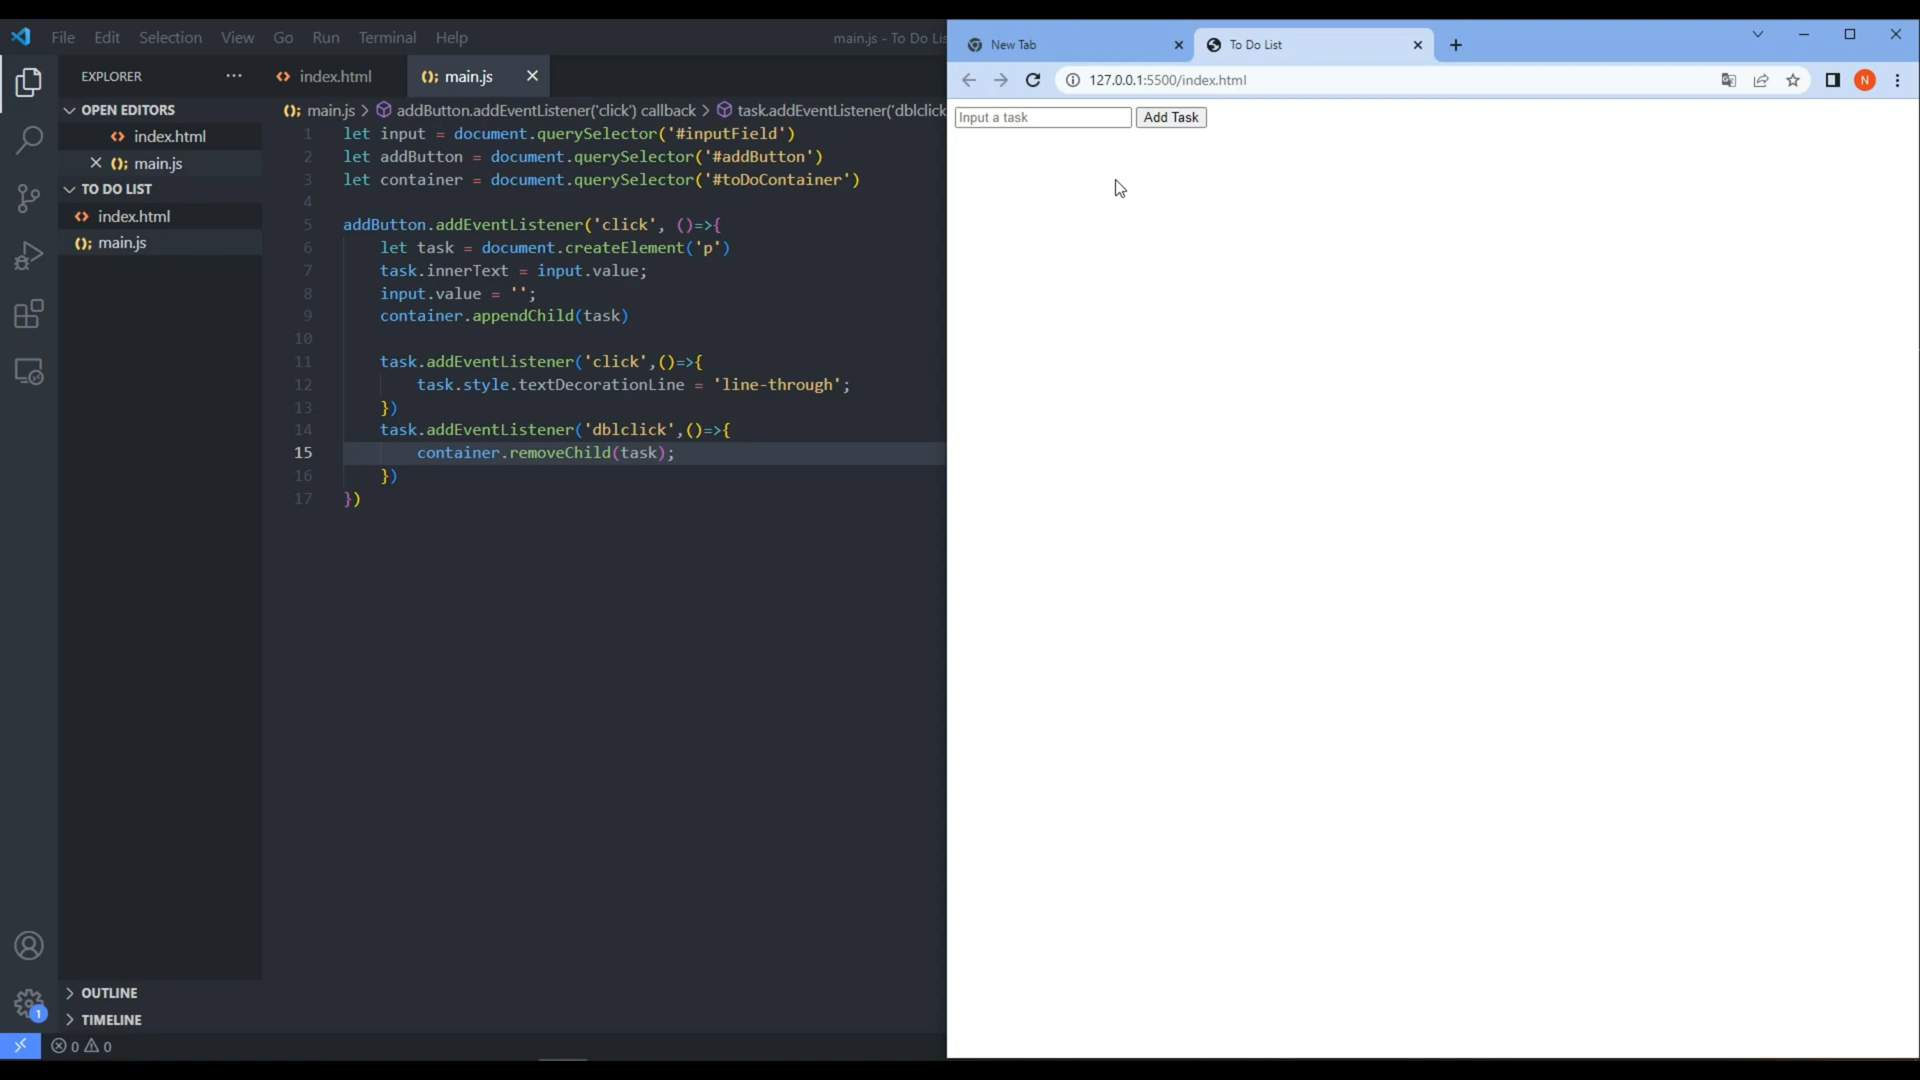 File Edit Selection View Go Run Terminal Help
main.js - To Do Lis
EXPLORER
OPEN EDITORS
index.html
main.js
TO DO LIST
index.html
main.js
OUTLINE
TIMELINE
1
0 0
index.html
main.js
main.js > addButton.addEventListener('click') callback > task.addEventListener('dblclick
1 let input = document.querySelector('#inputField')
2 let addButton = document.querySelector('#addButton')
3 let container = document.querySelector('#toDoContainer')
4
5 addButton.addEventListener('click', ()=>{
6 let task = document.createElement('p')
7 task.innerText = input.value;
8 input.value = '';
9 container.appendChild(task)
10
11 task.addEventListener('click',()=>{
12 task.style.textDecorationLine = 'line-through';
13 })
14 task.addEventListener('dblclick',()=>{
15 container.removeChild(task);
16 })
17 })
New Tab
To Do List
127.0.0.1:5500/index.html
N
Input a task
Add Task